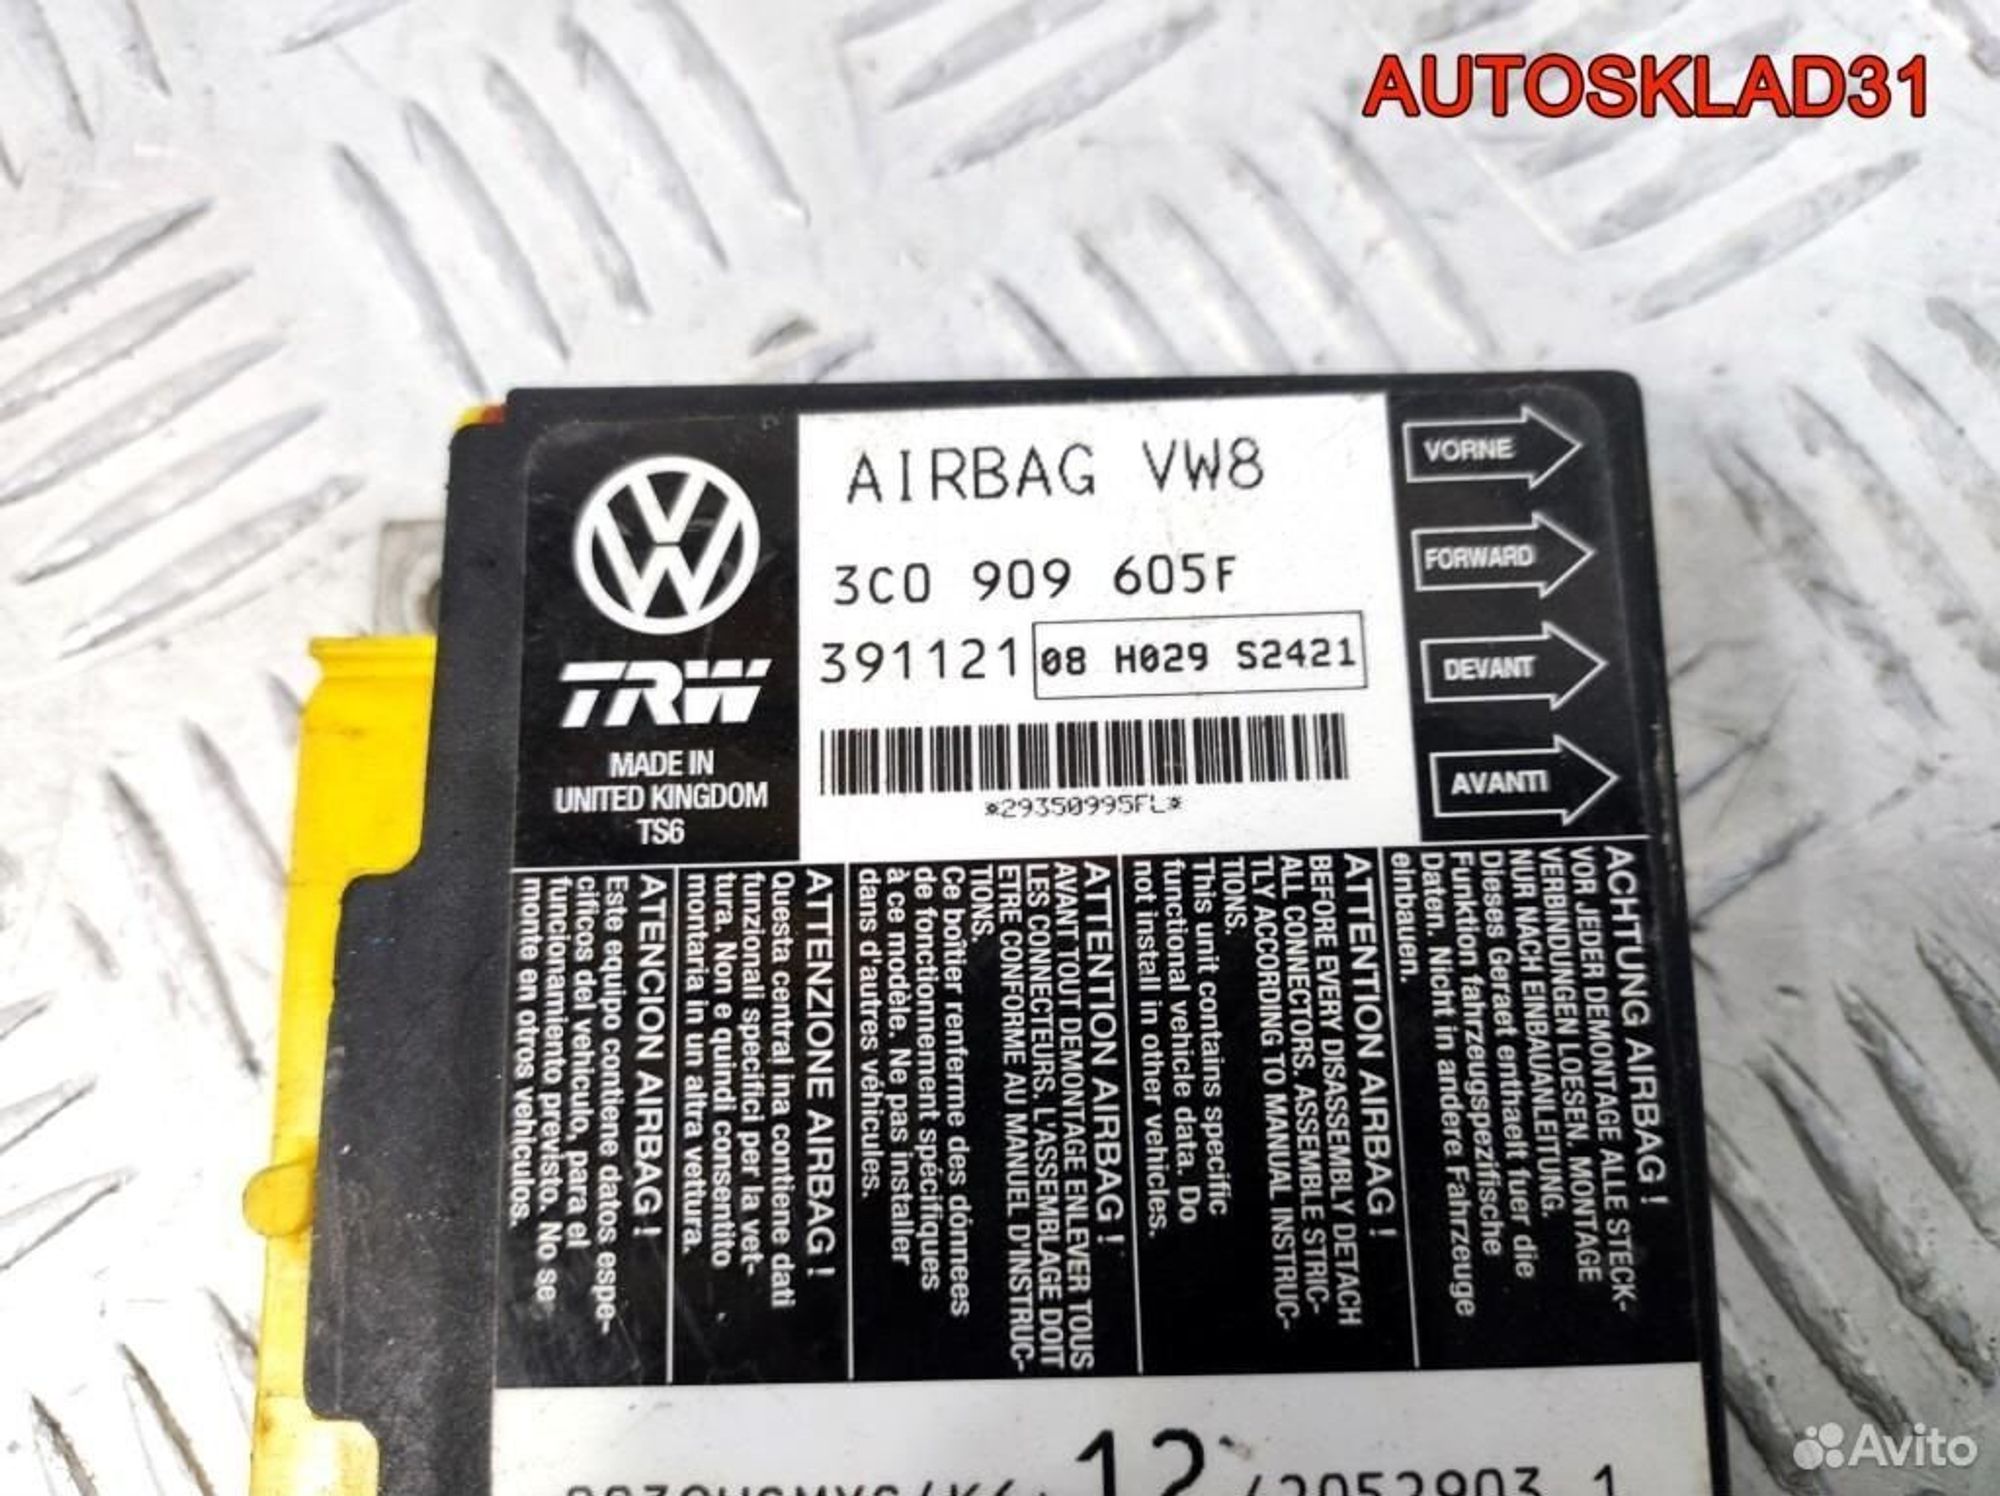 AUTOSKLAD31
AIRBAG VW8
3C0 909 605F
391121 08 H029 S2421
*29350995FL*
TRW
MADE IN
UNITED KINGDOM
TS6
VORNE
FORWARD
DEVANT
AVANTI
ACHTUNG AIRBAG !
VOR JEDER DEMONTAGE ALLE STECK-
VERBINDUNGEN LOESEN. MONTAGE
NUR NACH EINBAUANLEITUNG.
Dieses Geraet enthaelt fuer die
Funktion fahrzeugspezifische
Daten. Nicht in andere Fahrzeuge
einbauen.
ATTENTION AIRBAG !
BEFORE EVERY DISASSEMBLY DETACH
ALL CONNECTORS. ASSEMBLE STRIC-
TLY ACCORDING TO MANUAL INSTRUC-
TIONS.
This unit contains specific
functional vehicle data. Do
not install in other vehicles.
ATTENTION AIRBAG !
AVANT TOUT DEMONTAGE ENLEVER TOUS
LES CONNECTEURS. L'ASSEMBLAGE DOIT
ETRE CONFORME AU MANUEL D'INSTRUC-
TIONS.
Ce boîtier renferme des dónnees
de fonctionnement spécifiques
à ce modèle. Ne pas installer
dans d'autres véhicules.
ATTENZIONE AIRBAG !
Questa central ina contiene dati
funzionali specifici per la vet-
tura. Non e quindi consentito
montaria in un altra vettura.
ATENCION AIRBAG !
Este equipo contiene datos espe-
cificos del vehiculo, para el
funcionamiento previsto. No se
monte en otros vehiculos.
12
Avito